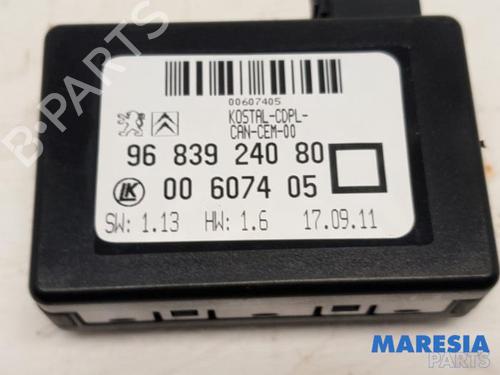 00607405
KOSTAL-CDPL-
CAN-CEM-00
96 839 240 80
LK 00 6074 05
SW: 1.13 HW: 1.6 17.09.11
B-PARTS
MARESIA
PARTS